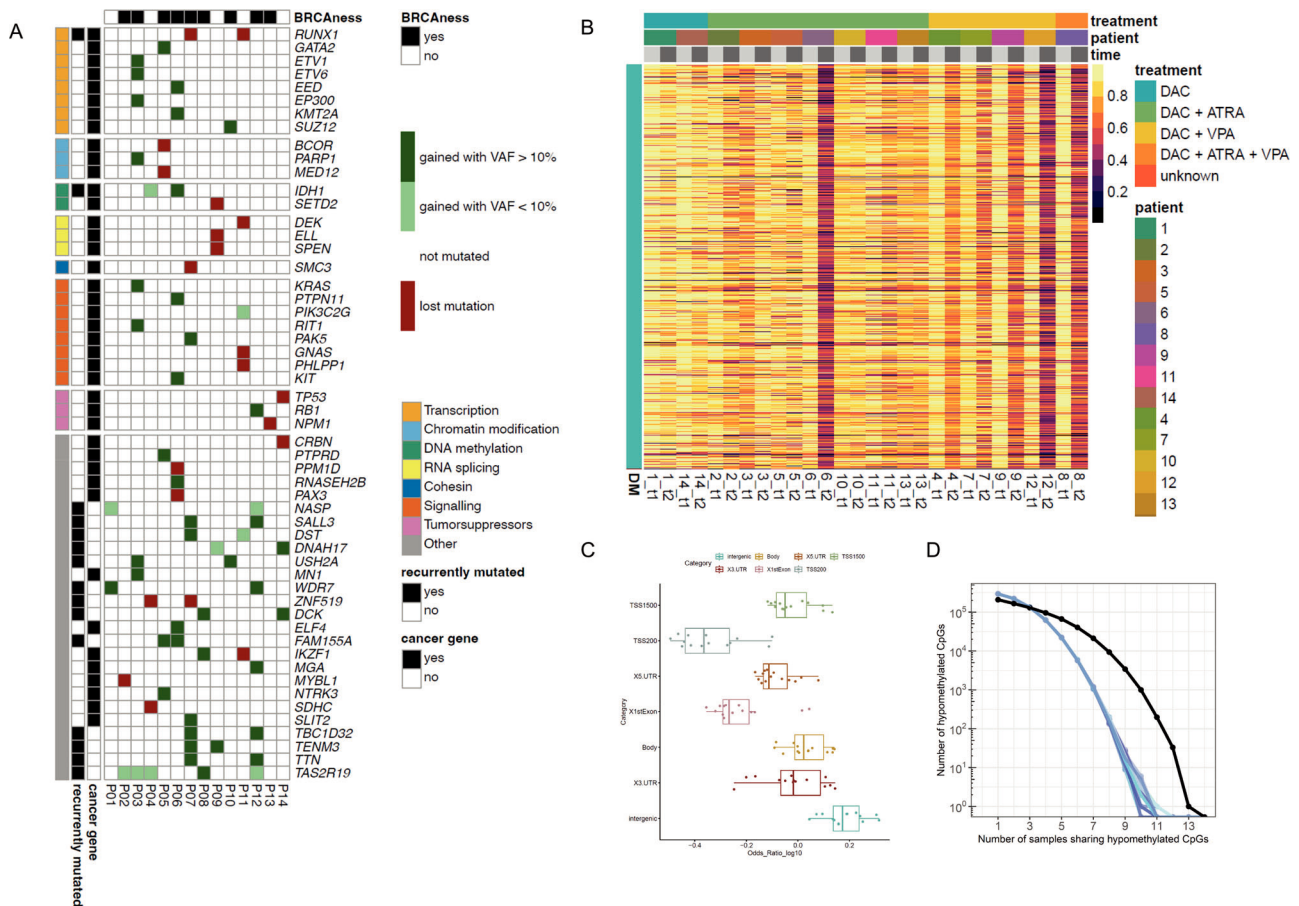 A
BRCAness
RUNX1
GATA2
ETV1
ETV6
EED
EP300
KMT2A
SUZ12
BCOR
PARP1
MED12
IDH1
SETD2
DEK
ELL
SPEN
SMC3
KRAS
PTPN11
PIK3C2G
RIT1
PAK5
GNAS
PHLPP1
KIT
TP53
RB1
NPM1
CRBN
PTPRD
PPM1D
RNASEH2B
PAX3
NASP
SALL3
DST
DNAH17
USH2A
MN1
WDR7
ZNF519
DCK
ELF4
FAM155A
IKZF1
MGA
MYBL1
NTRK3
SDHC
SLIT2
TBC1D32
TENM3
TTN
TAS2R19
recurrently mutated
cancer gene
P01
P02
P03
P04
P05
P06
P07
P08
P09
P10
P11
P12
P13
P14
BRCAness
yes
no
gained with VAF > 10%
gained with VAF < 10%
not mutated
lost mutation
Transcription
Chromatin modification
DNA methylation
RNA splicing
Cohesin
Signalling
Tumorsuppressors
Other
recurrently mutated
yes
no
cancer gene
yes
no
B
treatment
patient
time
DM
1_t1
1_t2
14_t1
14_t2
2_t1
2_t2
3_t1
3_t2
5_t1
5_t2
6_t1
6_t2
10_t1
10_t2
11_t1
11_t2
13_t1
13_t2
4_t1
4_t2
7_t1
7_t2
9_t1
9_t2
12_t1
12_t2
8_t1
8_t2
0.8
0.6
0.4
0.2
treatment
DAC
DAC + ATRA
DAC + VPA
DAC + ATRA + VPA
unknown
patient
1
2
3
5
6
8
9
11
14
4
7
10
12
13
C
Category
intergenic
Body
X5.UTR
TSS1500
X3.UTR
X1stExon
TSS200
Category
TSS1500
TSS200
X5.UTR
X1stExon
Body
X3.UTR
intergenic
−0.4
−0.2
0.0
0.2
Odds_Ratio_log10
D
Number of hypomethylated CpGs
10^5
10^4
10^3
10^2
10^1
10^0
1
3
5
7
9
11
13
Number of samples sharing hypomethylated CpGs